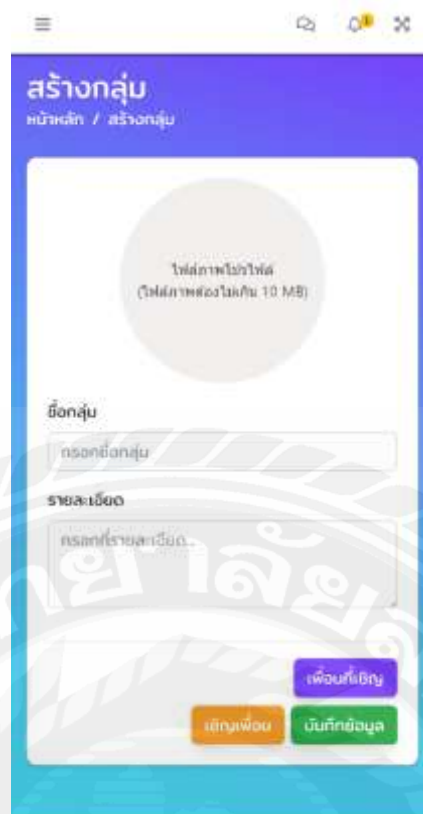 สร้างกลุ่ม
หน้าหลัก / สร้างกลุ่ม
ไฟล์ภาพโปรไฟล์
(ไฟล์ภาพต้องไม่เกิน 10 MB)
ชื่อกลุ่ม
กรอกชื่อกลุ่ม
รายละเอียด
กรอกที่รายละเอียด..
เพื่อนที่เชิญ
เชิญเพื่อน
บันทึกข้อมูล